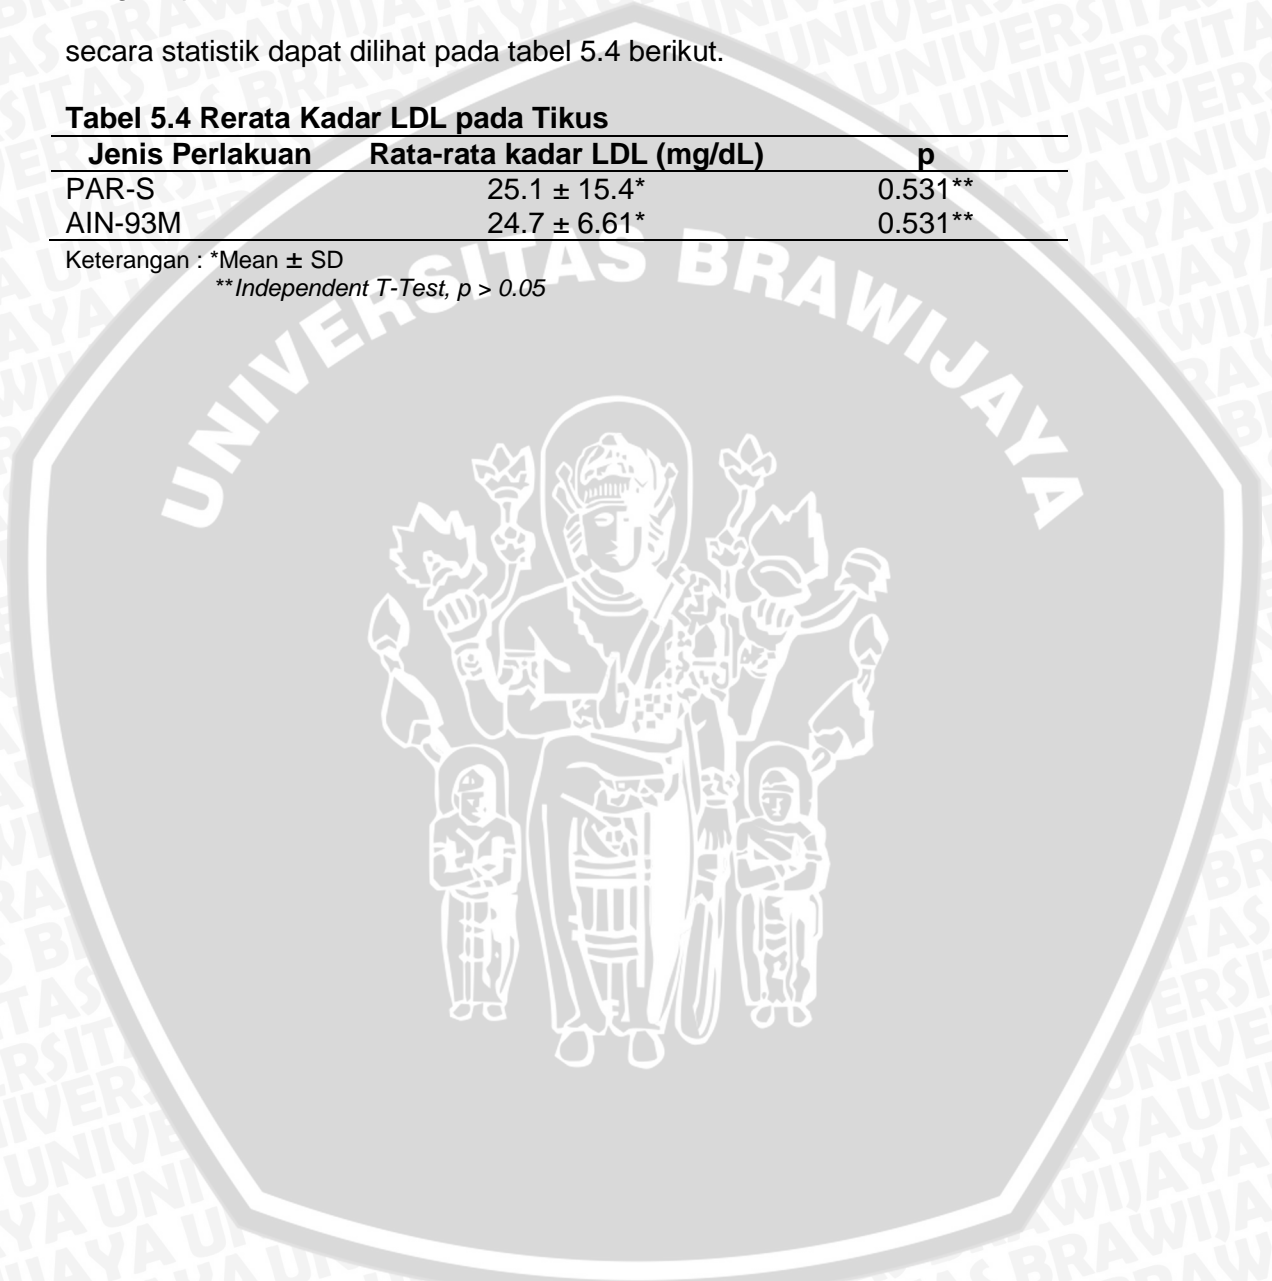 secara statistik dapat dilihat pada tabel 5.4 berikut.
Tabel 5.4 Rerata Kadar LDL pada Tikus
Jenis Perlakuan Rata-rata kadar LDL (mg/dL) p
PAR-S 25.1 ± 15.4* 0.531**
AIN-93M 24.7 ± 6.61* 0.531**
Keterangan : *Mean ± SD
**Independent T-Test, p > 0.05
UNIVERSITAS BRAWIJAYA